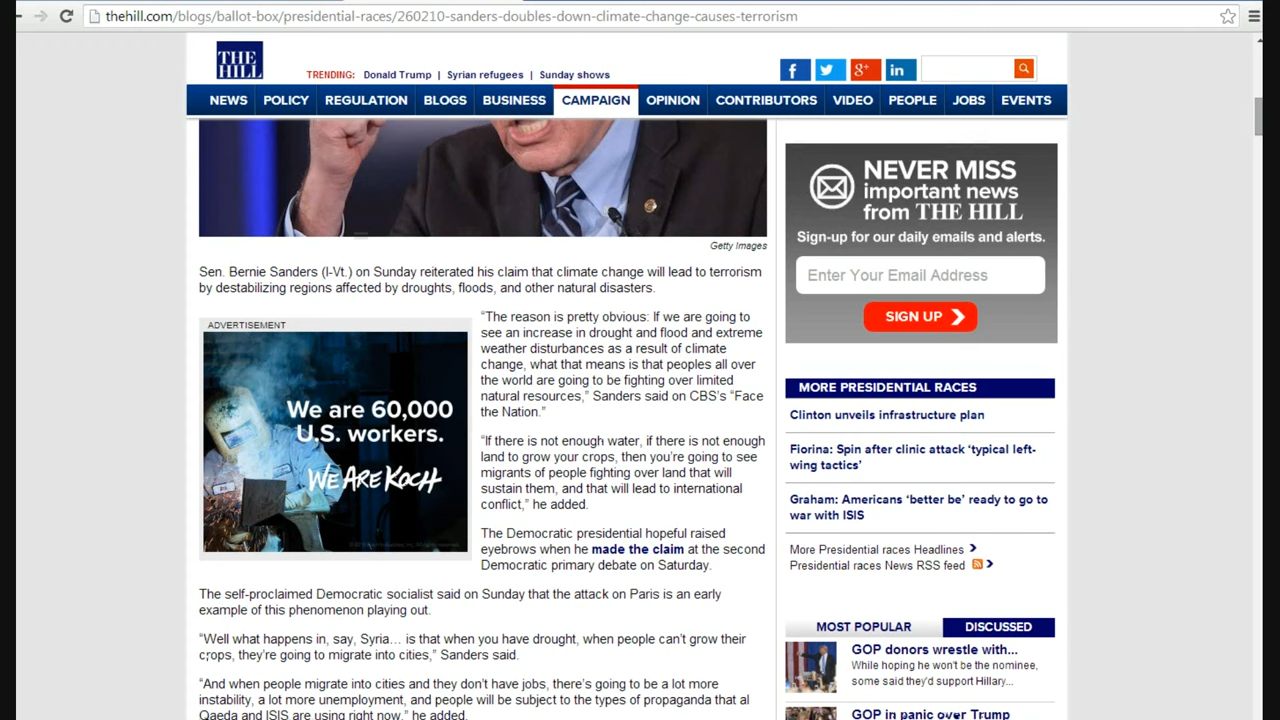 thehill.com/blogs/ballot-box/presidential-races/260210-sanders-doubles-down-climate-change-causes-terrorism
THE HILL
TRENDING: Donald Trump | Syrian refugees | Sunday shows
f g+ in
NEWS POLICY REGULATION BLOGS BUSINESS CAMPAIGN OPINION CONTRIBUTORS VIDEO PEOPLE JOBS EVENTS
Getty Images
Sen. Bernie Sanders (I-Vt.) on Sunday reiterated his claim that climate change will lead to terrorism
by destabilizing regions affected by droughts, floods, and other natural disasters.
ADVERTISEMENT
We are 60,000
U.S. workers.
WE ARE KOCH
“The reason is pretty obvious: If we are going to
see an increase in drought and flood and extreme
weather disturbances as a result of climate
change, what that means is that peoples all over
the world are going to be fighting over limited
natural resources,” Sanders said on CBS's “Face
the Nation.”
“If there is not enough water, if there is not enough
land to grow your crops, then you're going to see
migrants of people fighting over land that will
sustain them, and that will lead to international
conflict,” he added.
The Democratic presidential hopeful raised
eyebrows when he made the claim at the second
Democratic primary debate on Saturday.
The self-proclaimed Democratic socialist said on Sunday that the attack on Paris is an early
example of this phenomenon playing out.
“Well what happens in, say, Syria… is that when you have drought, when people can't grow their
crops, they're going to migrate into cities,” Sanders said.
“And when people migrate into cities and they don't have jobs, there's going to be a lot more
instability, a lot more unemployment, and people will be subject to the types of propaganda that al
Qaeda and ISIS are using right now,” he added.
NEVER MISS
important news
from THE HILL
Sign-up for our daily emails and alerts.
Enter Your Email Address
SIGN UP
MORE PRESIDENTIAL RACES
Clinton unveils infrastructure plan
Fiorina: Spin after clinic attack ‘typical left-
wing tactics’
Graham: Americans ‘better be’ ready to go to
war with ISIS
More Presidential races Headlines
Presidential races News RSS feed
MOST POPULAR DISCUSSED
GOP donors wrestle with...
While hoping he won't be the nominee,
some said they'd support Hillary...
GOP in panic over Trump